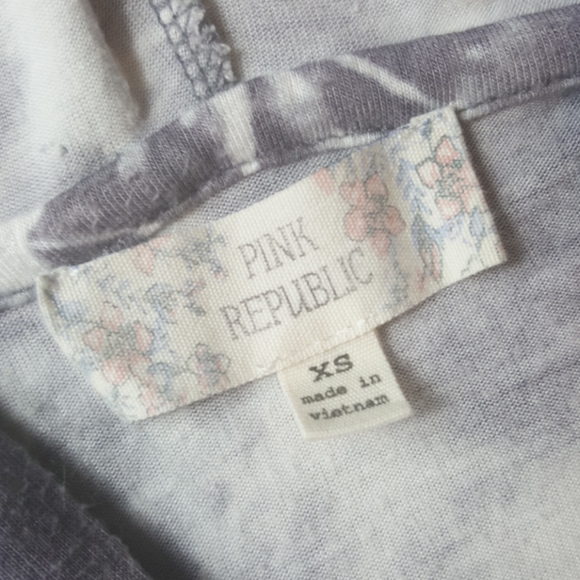 PINK
REPUBLIC
XS
made in
vietnam